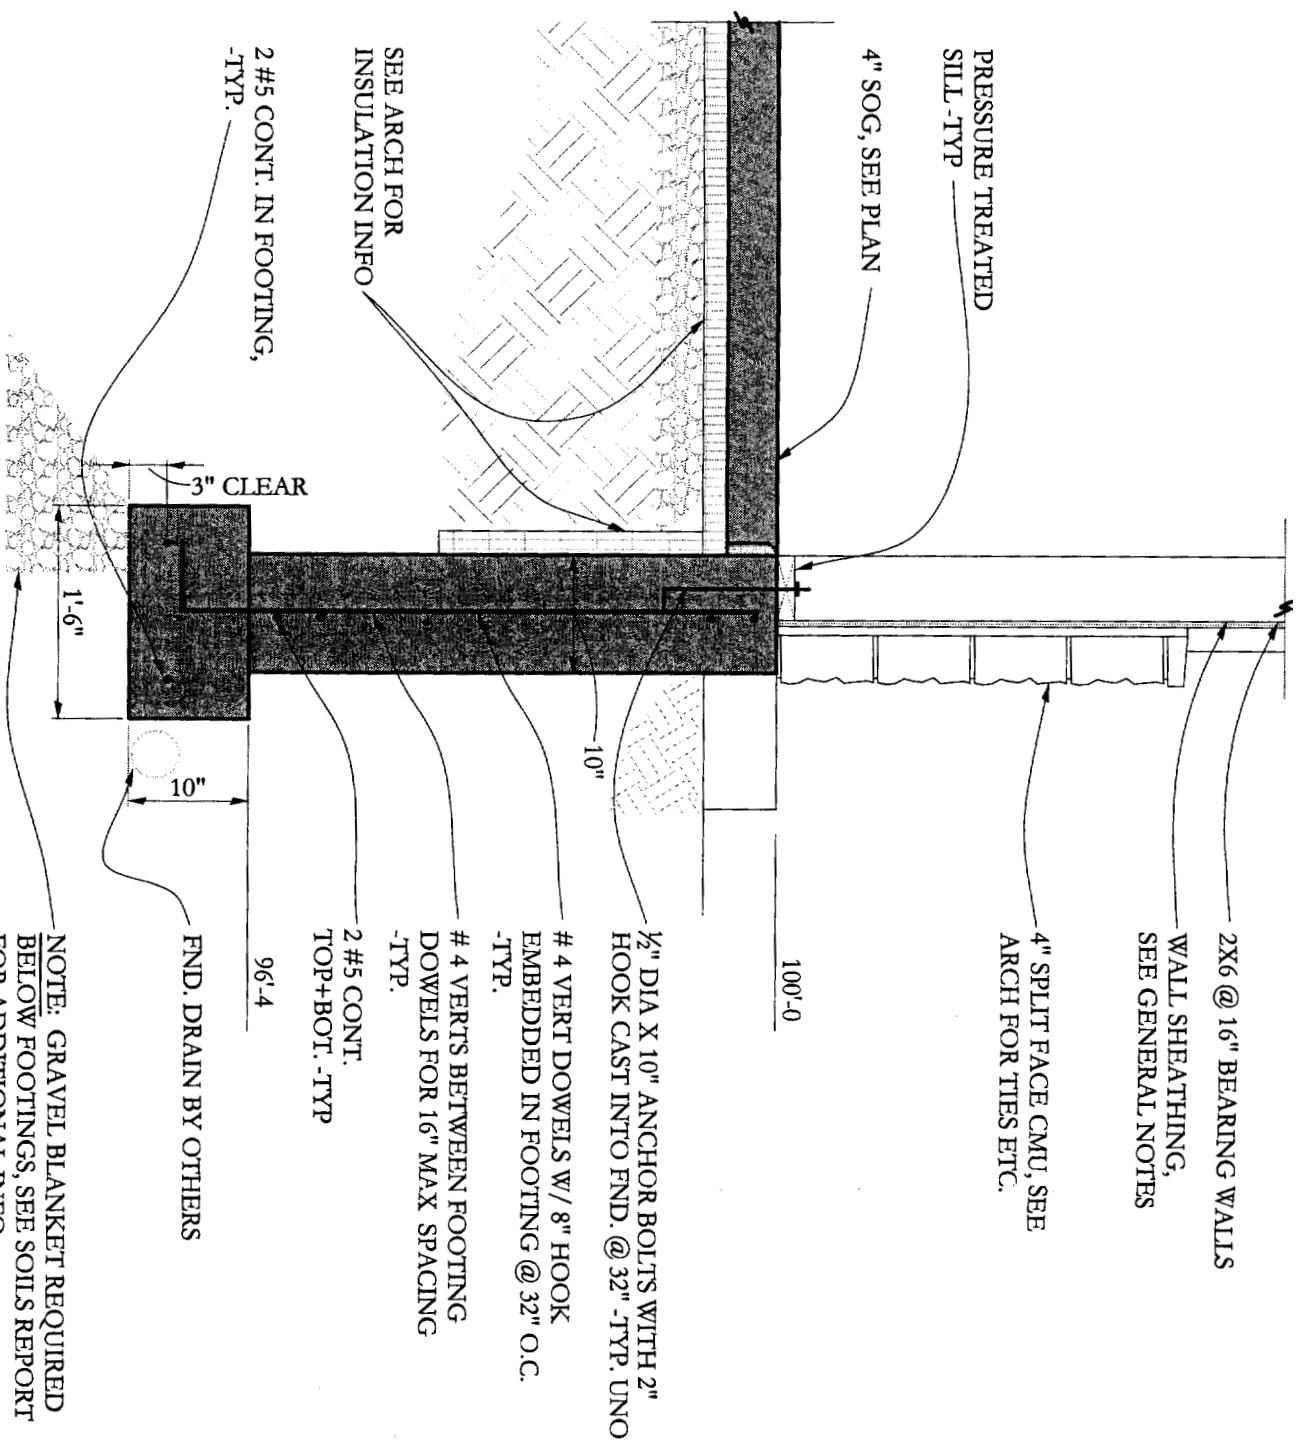 PRESSURE TREATED
SILL -TYP
4" SOG, SEE PLAN
SEE ARCH FOR
INSULATION INFO
2 #5 CONT. IN FOOTING,
-TYP.
3" CLEAR
1'-6"
10"
10"
2X6 @ 16" BEARING WALLS
WALL SHEATHING,
SEE GENERAL NOTES
4" SPLIT FACE CMU, SEE
ARCH FOR TIES ETC.
100'-0
½" DIA X 10" ANCHOR BOLTS WITH 2"
HOOK CAST INTO FND. @ 32" -TYP. UNO
# 4 VERT DOWELS W/ 8" HOOK
EMBEDDED IN FOOTING @ 32" O.C.
-TYP.
# 4 VERTS BETWEEN FOOTING
DOWELS FOR 16" MAX SPACING
-TYP.
2 #5 CONT.
TOP+BOT. -TYP
96'-4
FND. DRAIN BY OTHERS
NOTE: GRAVEL BLANKET REQUIRED
BELOW FOOTINGS, SEE SOILS REPORT
FOR ADDITIONAL INFO